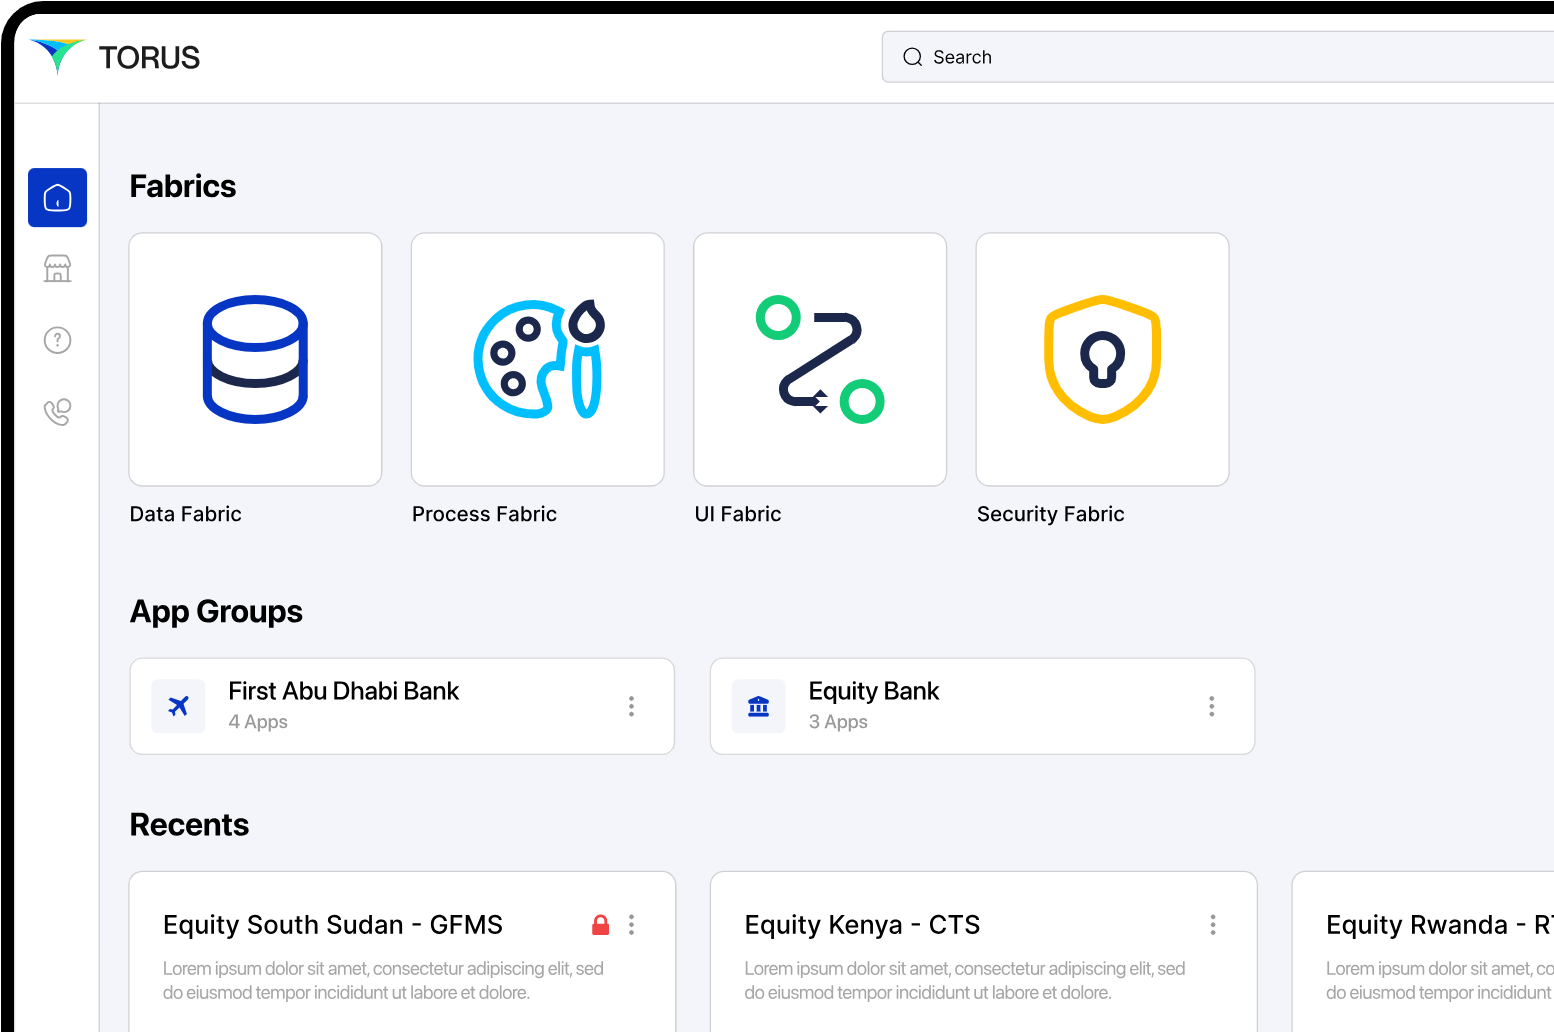 TORUS
Search
Fabrics
Data Fabric
Process Fabric
UI Fabric
Security Fabric
App Groups
First Abu Dhabi Bank
4 Apps
Equity Bank
3 Apps
Recents
Equity South Sudan - GFMS
Lorem ipsum dolor sit amet, consectetur adipiscing elit, sed
do eiusmod tempor incididunt ut labore et dolore.
Equity Kenya - CTS
Lorem ipsum dolor sit amet, consectetur adipiscing elit, sed
do eiusmod tempor incididunt ut labore et dolore.
Equity Rwanda -
Lorem ipsum dolor sit amet,
do eiusmod tempor incididunt